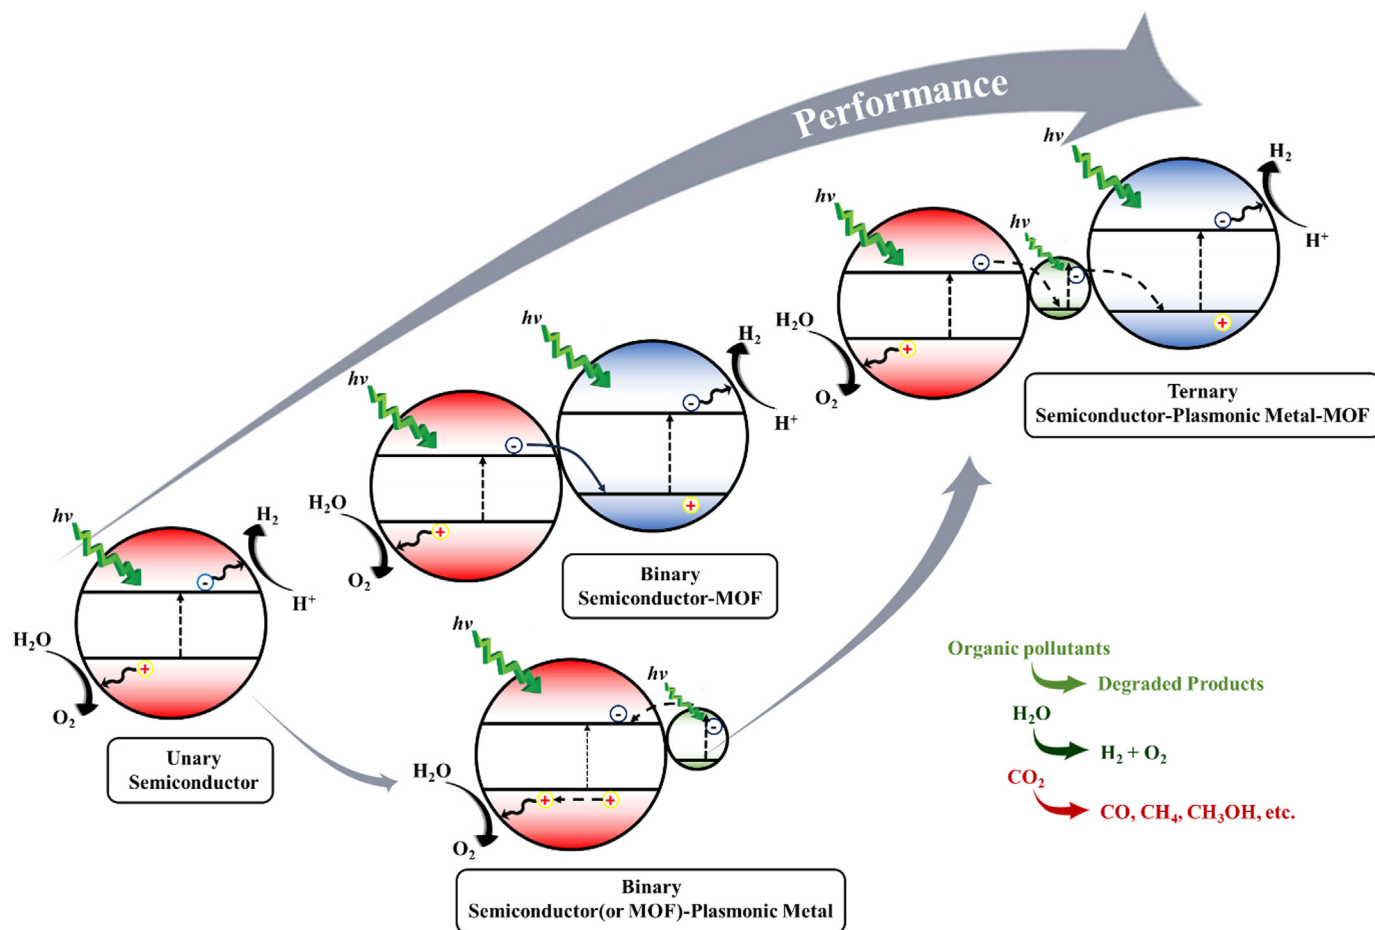 Performance
hν
H₂
H⁺
hν
hν
H₂O
O₂
Ternary
Semiconductor-Plasmonic Metal-MOF
hν
H₂
H⁺
hν
H₂O
O₂
Binary
Semiconductor-MOF
hν
H₂
H⁺
H₂O
O₂
Unary
Semiconductor
hν
hν
H₂O
O₂
Binary
Semiconductor(or MOF)-Plasmonic Metal
Organic pollutants
Degraded Products
H₂O
H₂ + O₂
CO₂
CO, CH₄, CH₃OH, etc.